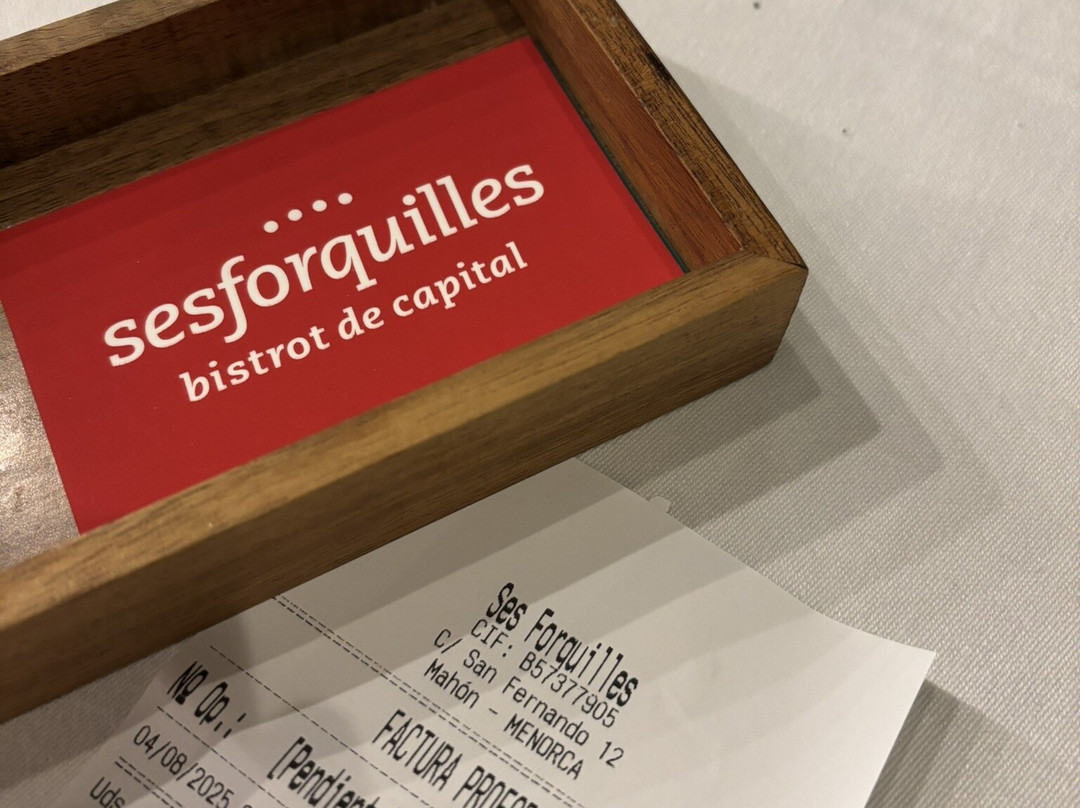 sesforquilles
bistrot de capital
Ses Forquilles
CIF: B57377905
C/ San Fernando 12
Mahón - MENORCA
FACTURA
Nº Op.:
04/08/2025
Uds